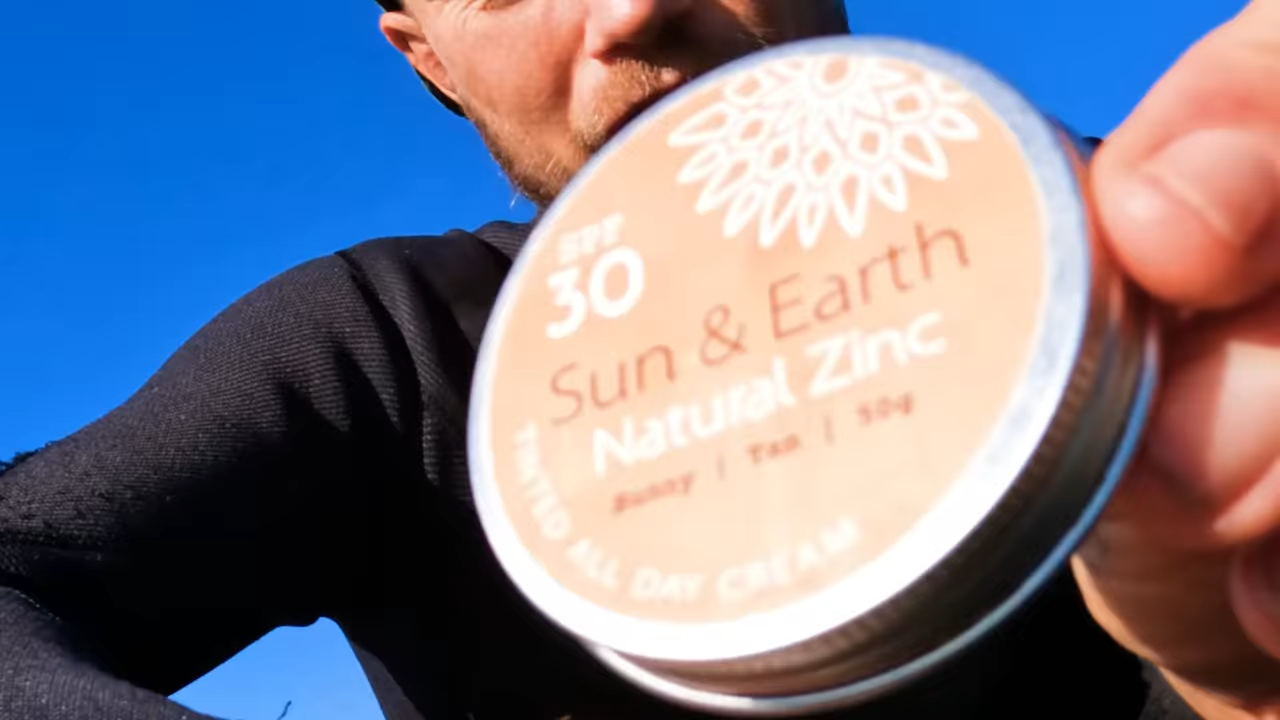 SPF
30
Sun & Earth
Natural Zinc
Sunny | Tan | 50g
TINTED ALL DAY CREAM